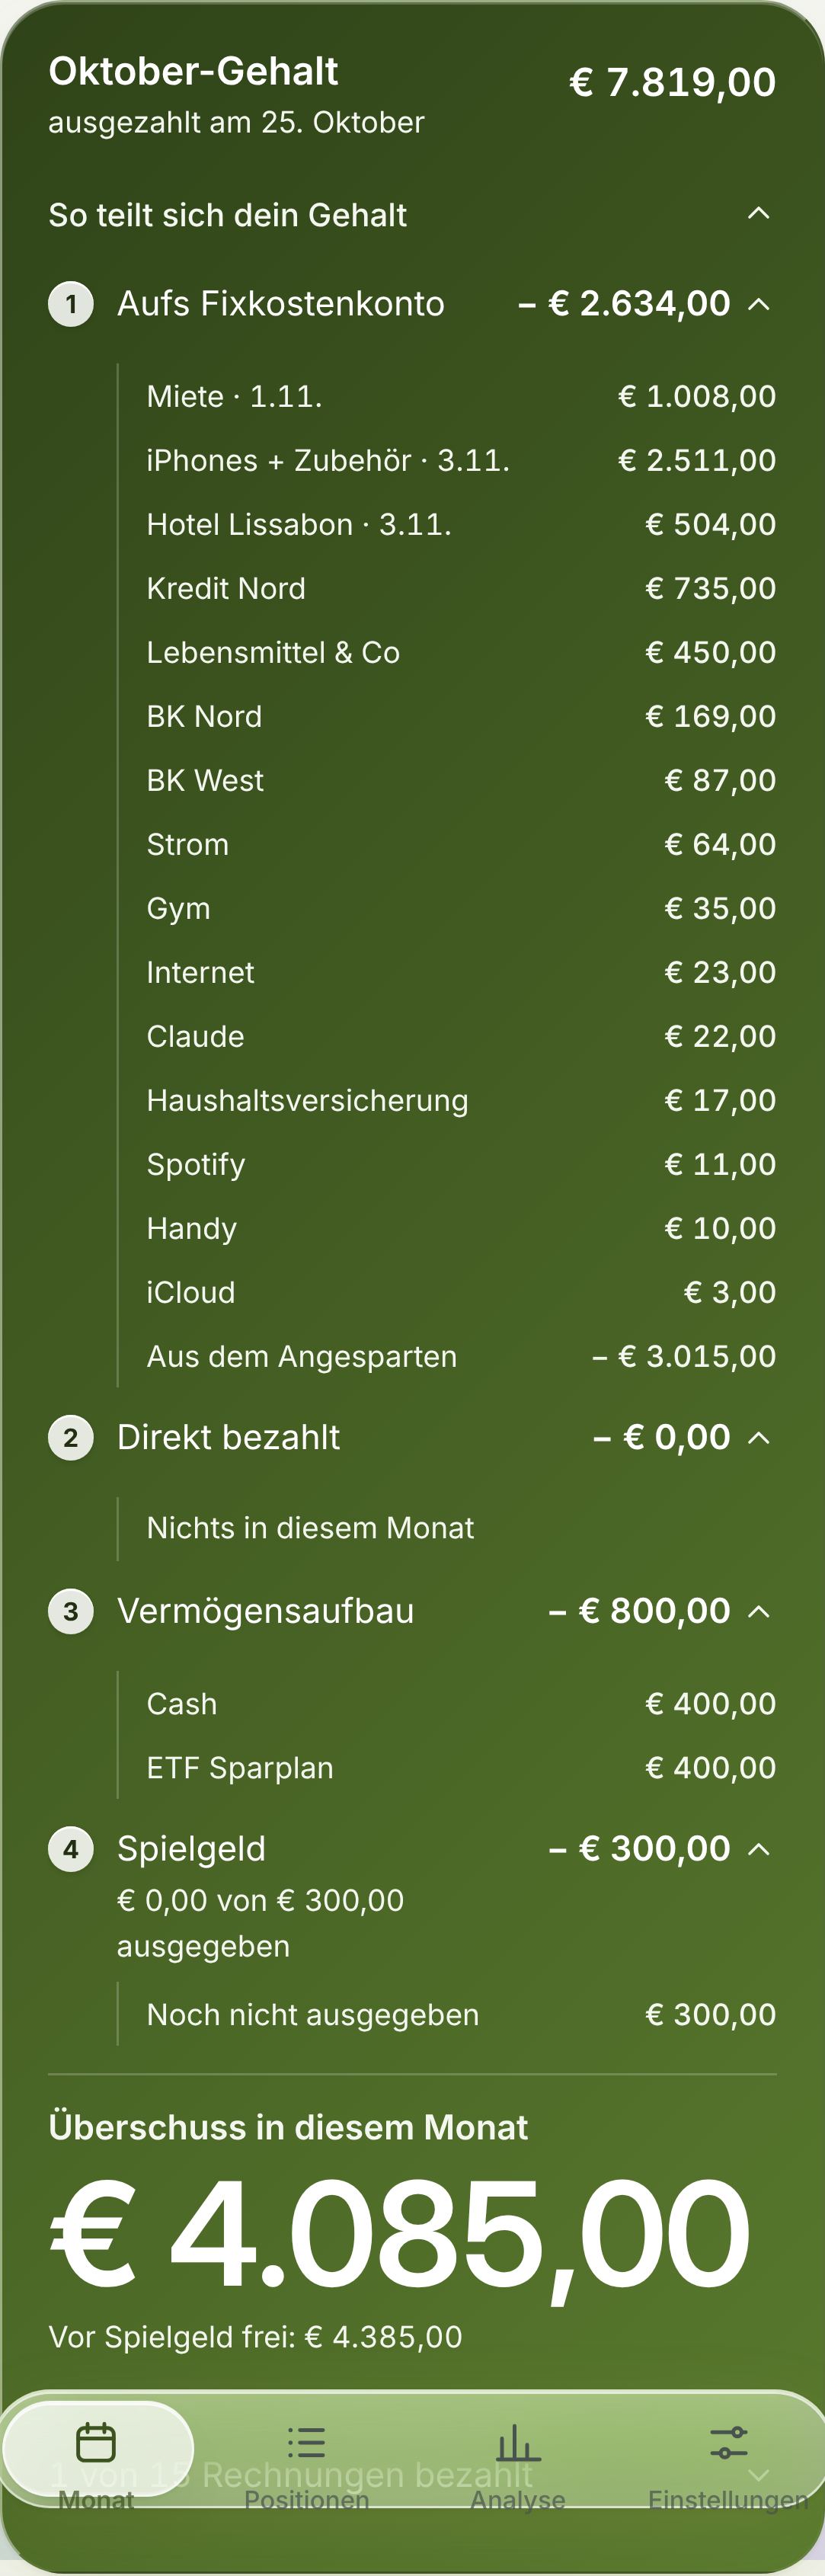 Oktober-Gehalt
€ 7.819,00
ausgezahlt am 25. Oktober
So teilt sich dein Gehalt
1 Aufs Fixkostenkonto – € 2.634,00
Miete · 1.11. € 1.008,00
iPhones + Zubehör · 3.11. € 2.511,00
Hotel Lissabon · 3.11. € 504,00
Kredit Nord € 735,00
Lebensmittel & Co € 450,00
BK Nord € 169,00
BK West € 87,00
Strom € 64,00
Gym € 35,00
Internet € 23,00
Claude € 22,00
Haushaltsversicherung € 17,00
Spotify € 11,00
Handy € 10,00
iCloud € 3,00
Aus dem Angesparten – € 3.015,00
2 Direkt bezahlt – € 0,00
Nichts in diesem Monat
3 Vermögensaufbau – € 800,00
Cash € 400,00
ETF Sparplan € 400,00
4 Spielgeld – € 300,00
€ 0,00 von € 300,00
ausgegeben
Noch nicht ausgegeben € 300,00
Überschuss in diesem Monat
€ 4.085,00
Vor Spielgeld frei: € 4.385,00
1 von 15 Rechnungen bezahlt
Monat Positionen Analyse Einstellungen